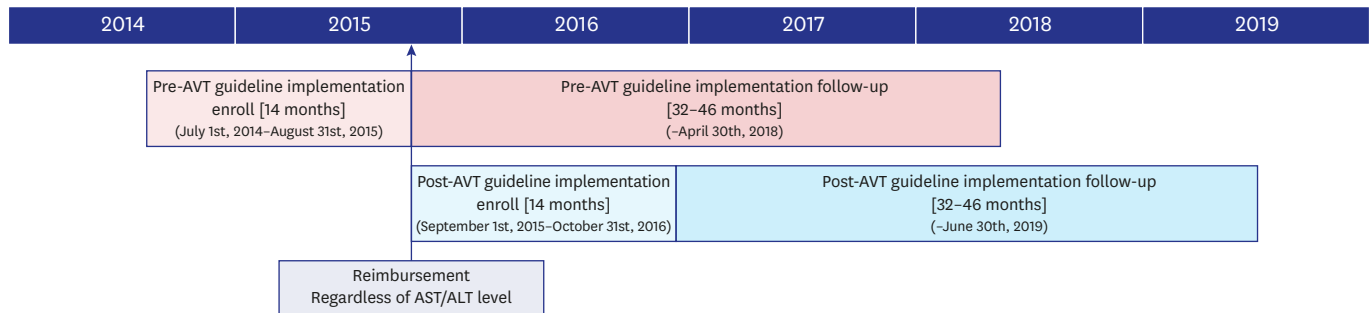 2014 2015 2016 2017 2018 2019
Pre-AVT guideline implementation
enroll [14 months]
(July 1st, 2014–August 31st, 2015)
Pre-AVT guideline implementation follow-up
[32–46 months]
(–April 30th, 2018)
Post-AVT guideline implementation
enroll [14 months]
(September 1st, 2015–October 31st, 2016)
Post-AVT guideline implementation follow-up
[32–46 months]
(–June 30th, 2019)
Reimbursement
Regardless of AST/ALT level